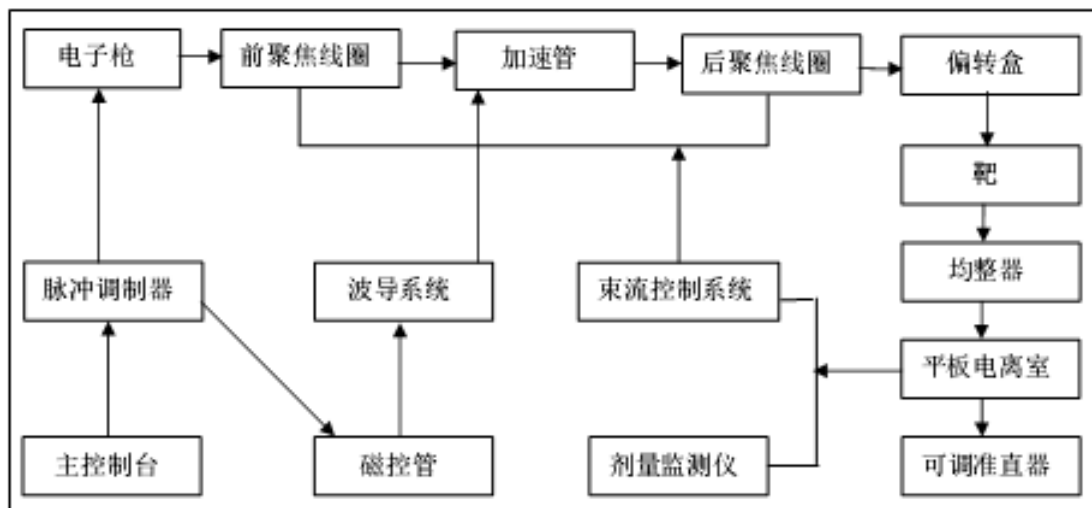 电子枪
前聚焦线圈
加速管
后聚焦线圈
偏转盒
靶
均整器
脉冲调制器
波导系统
束流控制系统
平板电离室
主控制台
磁控管
剂量监测仪
可调准直器